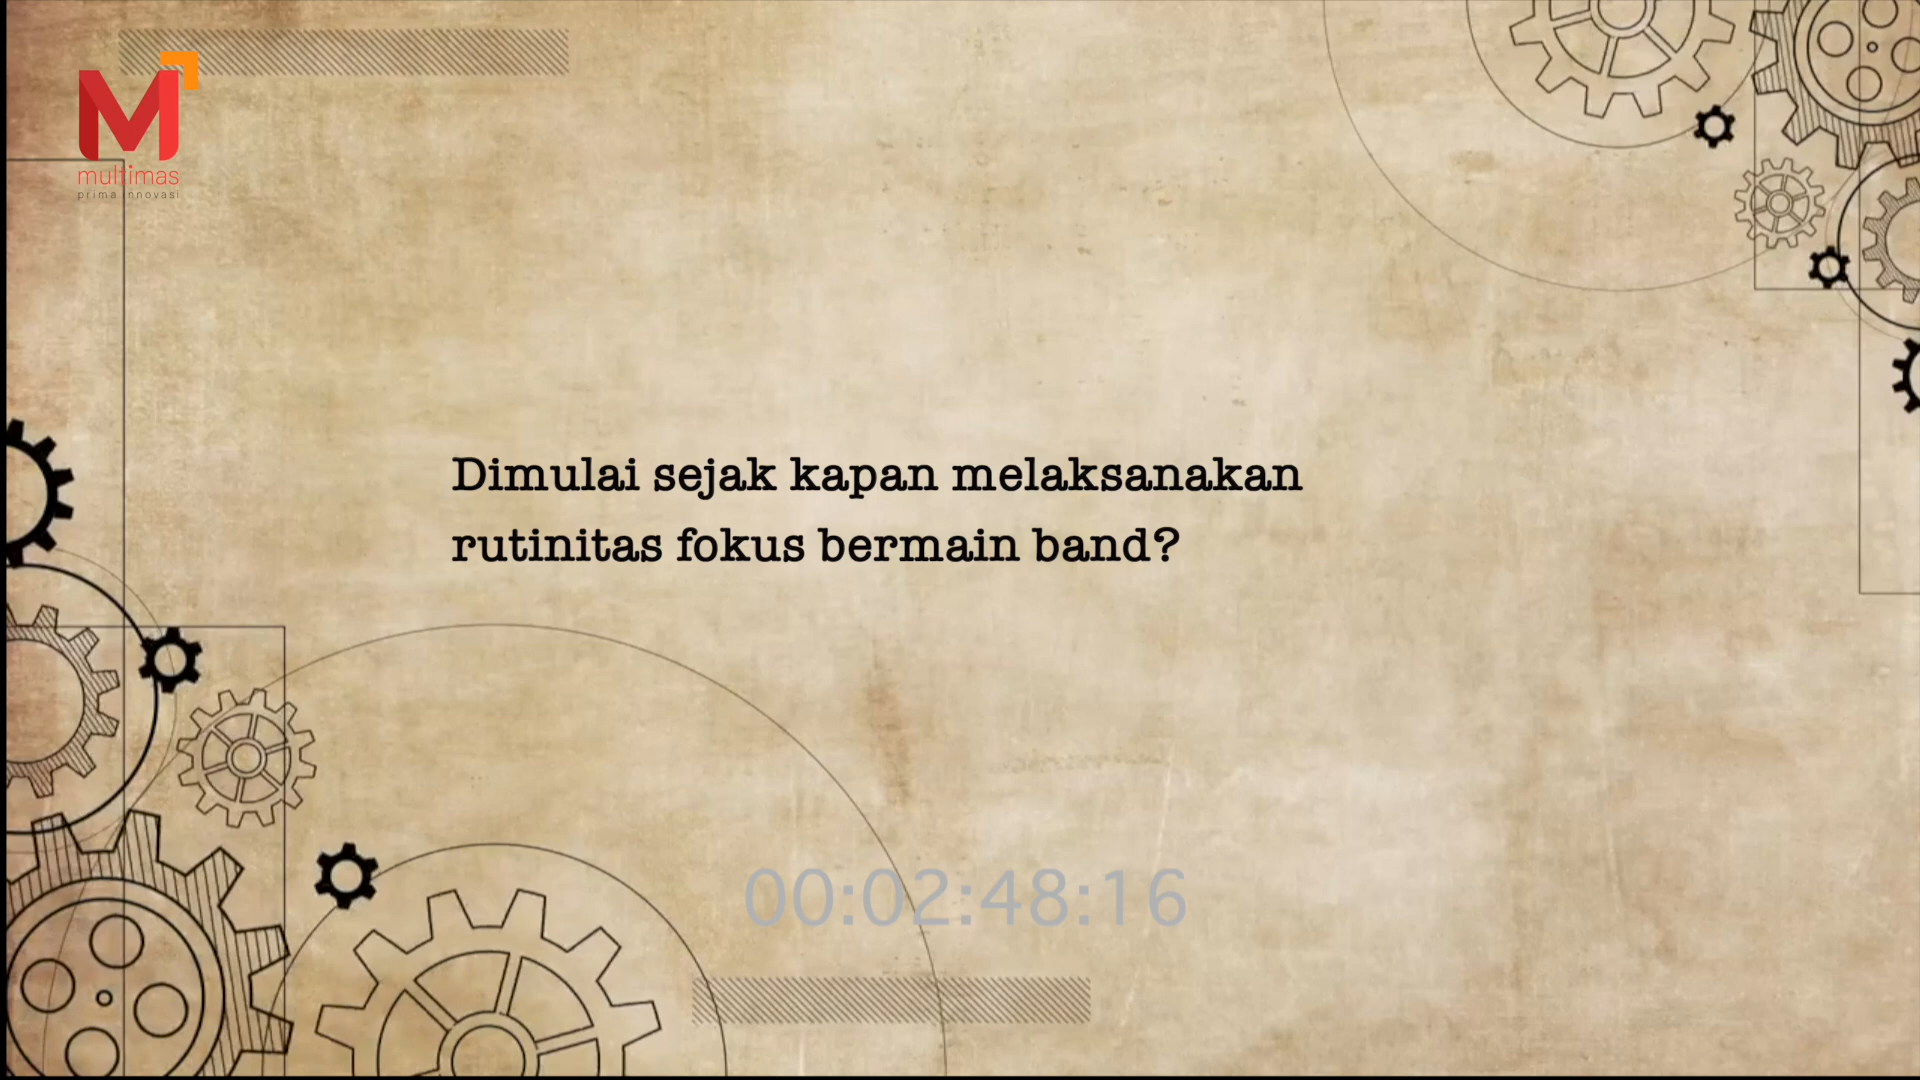 M
multimas
prima innovasi
Dimulai sejak kapan melaksanakan
rutinitas fokus bermain band?
00:02:48:16